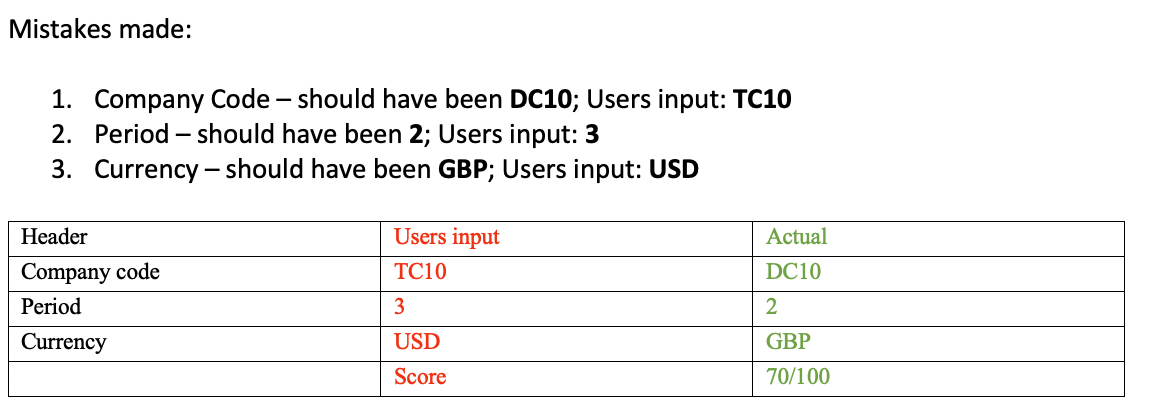 Mistakes made:
1. Company Code – should have been DC10; Users input: TC10
2. Period – should have been 2; Users input: 3
3. Currency – should have been GBP; Users input: USD
Header Users input Actual
Company code TC10 DC10
Period 3 2
Currency USD GBP
Score 70/100